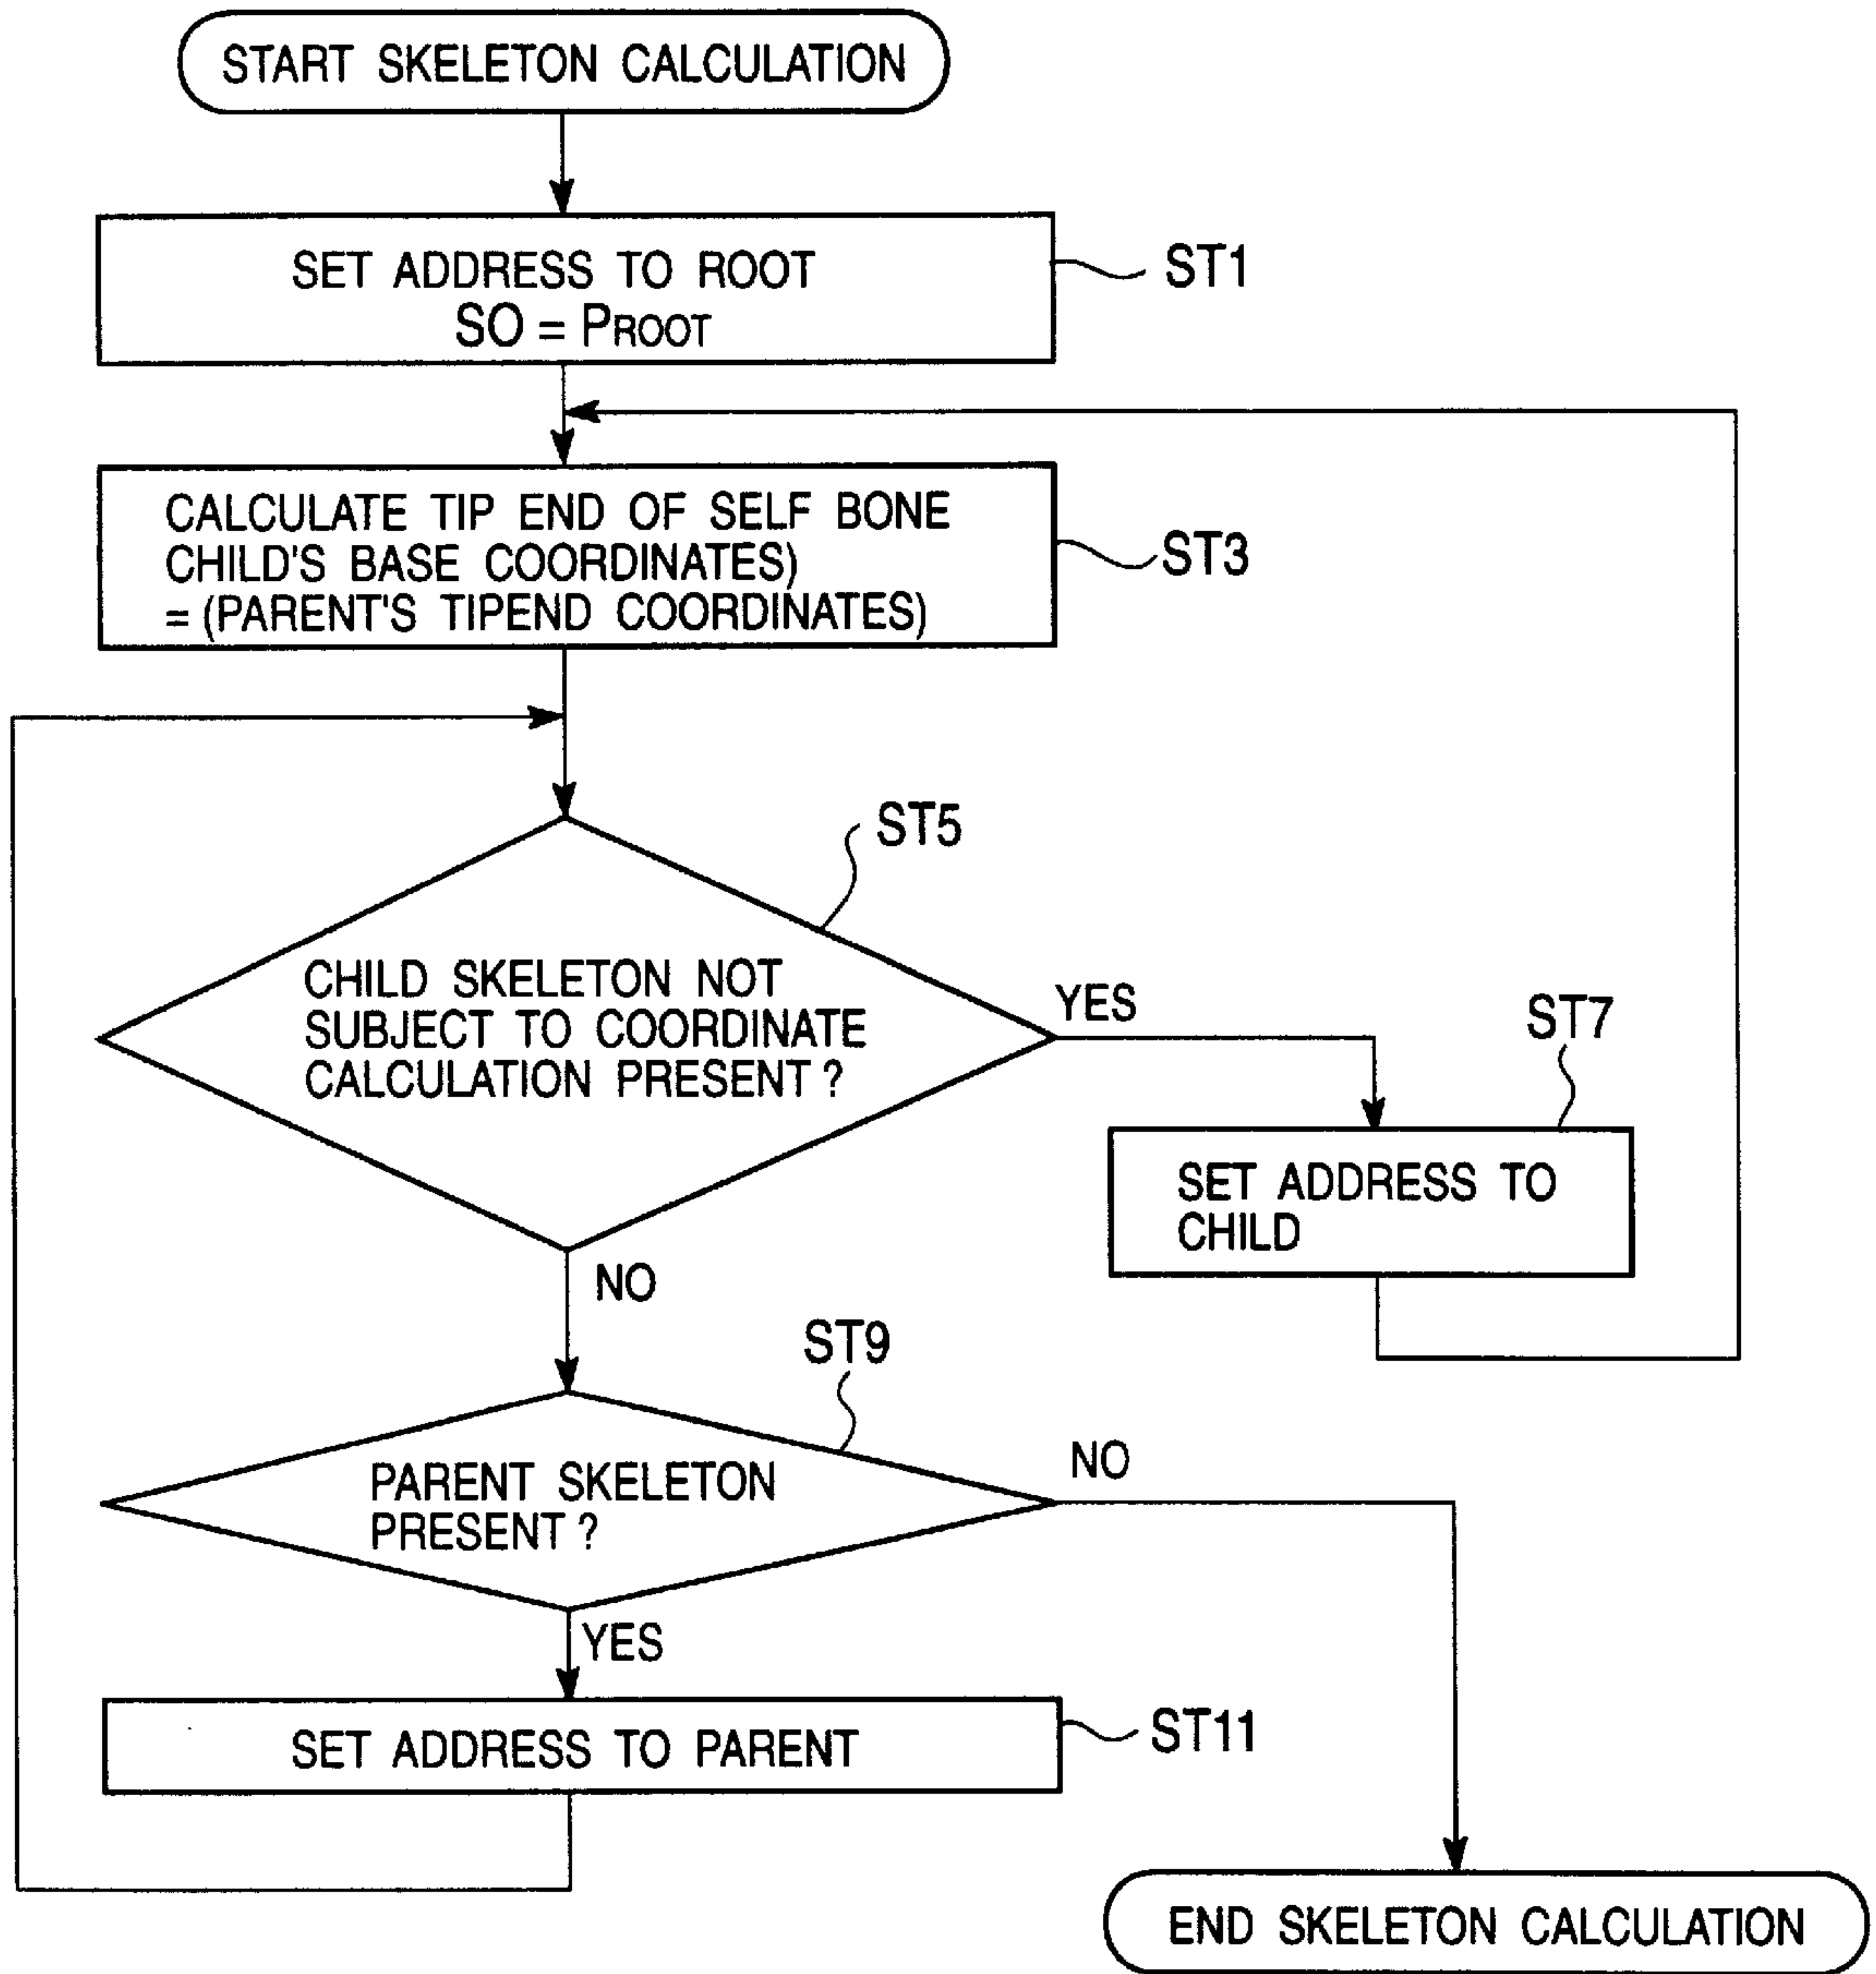 START SKELETON CALCULATION
SET ADDRESS TO ROOT
SO = PROOT
ST1
CALCULATE TIP END OF SELF BONE
CHILD'S BASE COORDINATES)
= (PARENT'S TIPEND COORDINATES)
ST3
ST5
CHILD SKELETON NOT
SUBJECT TO COORDINATE
CALCULATION PRESENT ?
YES
ST7
SET ADDRESS TO
CHILD
NO
ST9
PARENT SKELETON
PRESENT ?
NO
YES
SET ADDRESS TO PARENT
ST11
END SKELETON CALCULATION